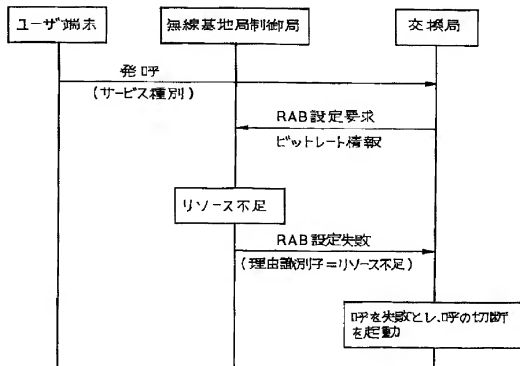 ユーザ端末
無線基地局制御局
交換局
発呼
(サービス種別)
RAB設定要求
ビットレート情報
リソース不足
RAB設定失敗
(理由識別子=リソース不足)
呼を失敗とし、呼の切断
を起動